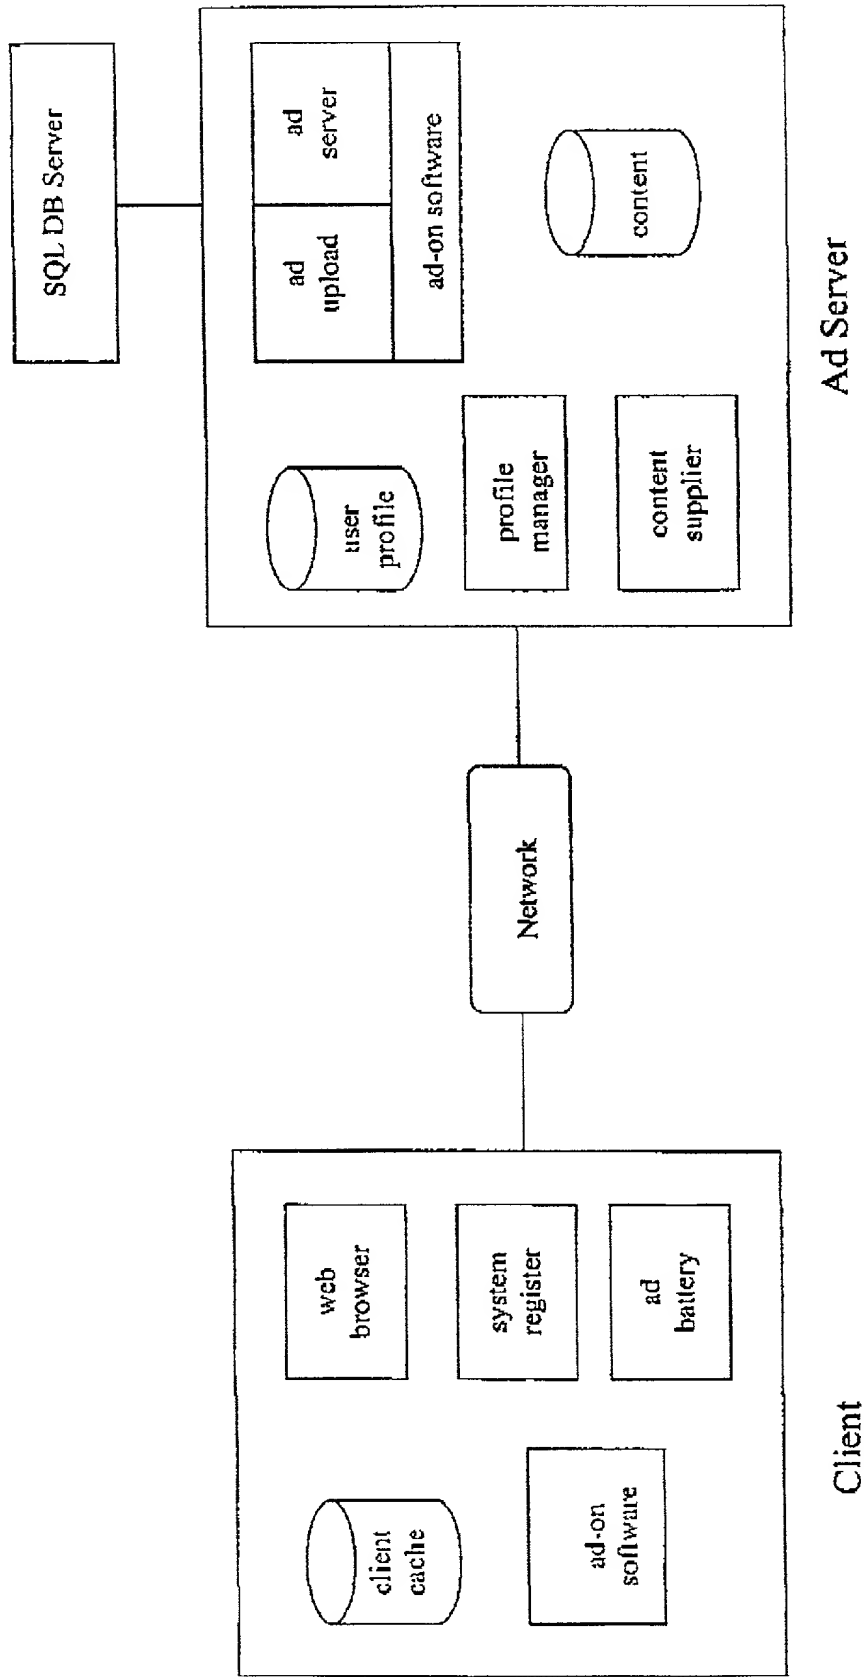 SQL DB Server
client
cache
web
browser
user
profile
ad
upload
ad
server
ad-on software
system
register
Network
profile
manager
ad-on
software
ad
battery
content
supplier
content
Client
Ad Server